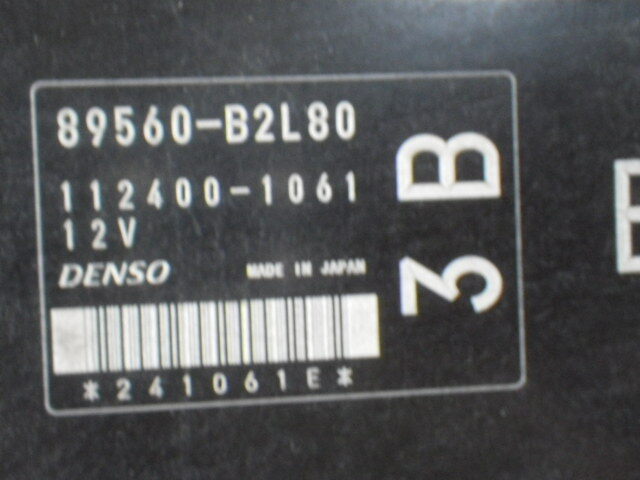 89560-B2L80
112400-1061
12V
DENSO MADE IN JAPAN
*241061E*
3B